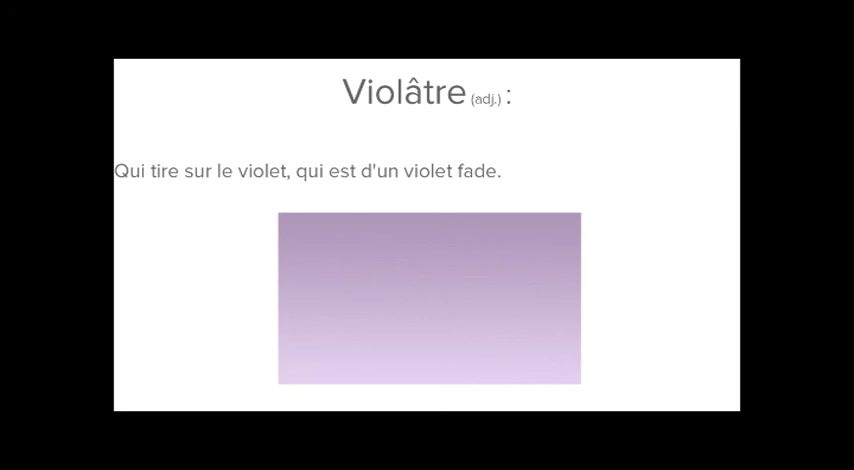 Violâtre (adj.) :
Qui tire sur le violet, qui est d'un violet fade.